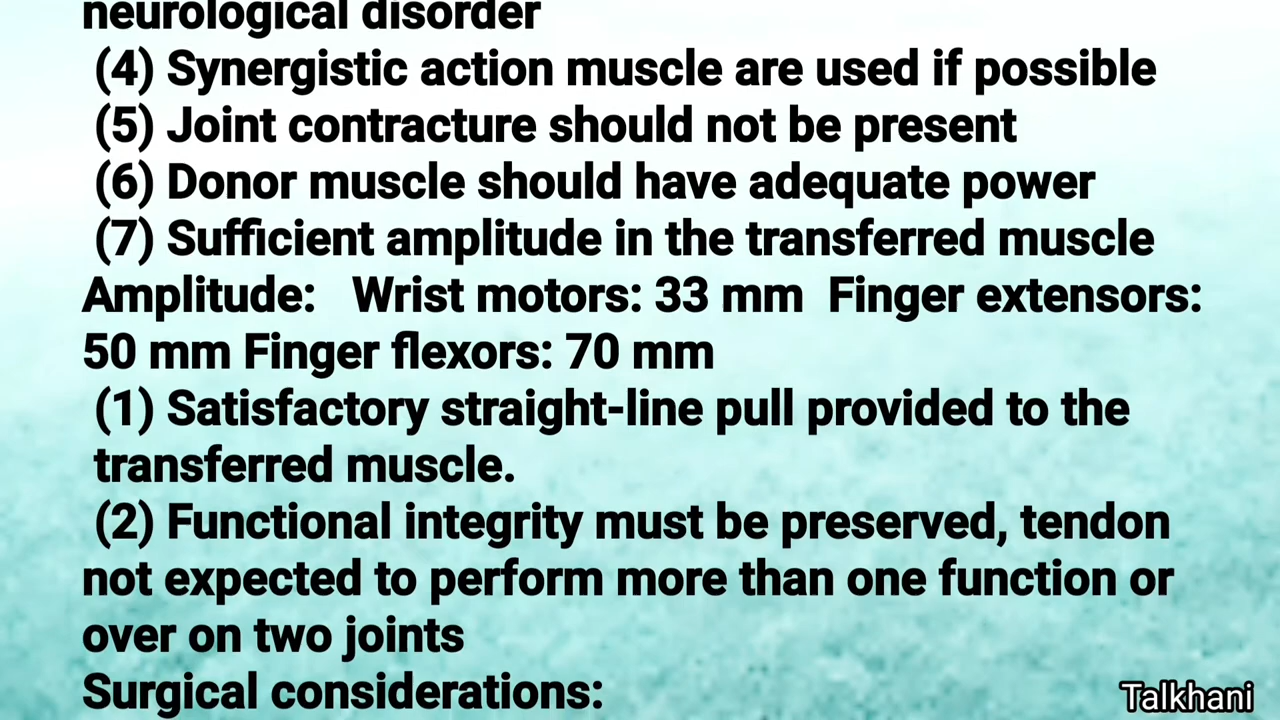 neurological disorder
(4) Synergistic action muscle are used if possible
(5) Joint contracture should not be present
(6) Donor muscle should have adequate power
(7) Sufficient amplitude in the transferred muscle
Amplitude:   Wrist motors: 33 mm  Finger extensors:
50 mm Finger flexors: 70 mm
(1) Satisfactory straight-line pull provided to the
transferred muscle.
(2) Functional integrity must be preserved, tendon
not expected to perform more than one function or
over on two joints
Surgical considerations:
Talkhani